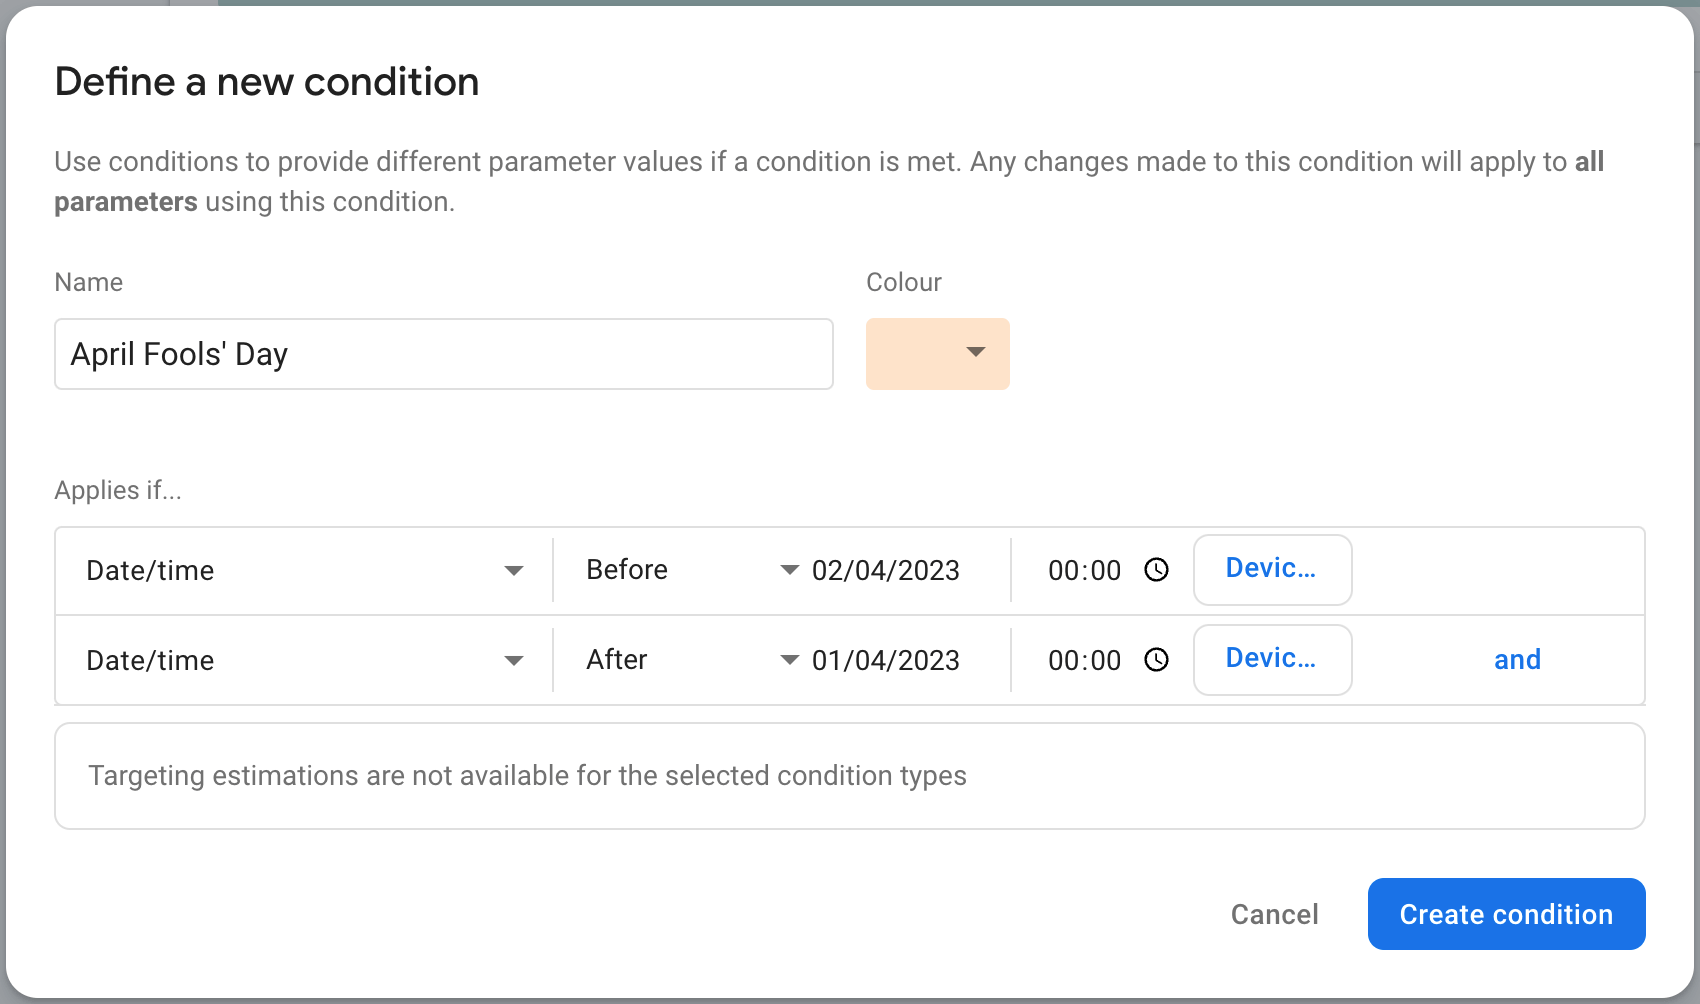 Define a new condition
Use conditions to provide different parameter values if a condition is met. Any changes made to this condition will apply to all
parameters using this condition.
Name
Colour
April Fools' Day
Applies if...
Date/time Before 02/04/2023 00:00 Devic...
Date/time After 01/04/2023 00:00 Devic... and
Targeting estimations are not available for the selected condition types
Cancel Create condition